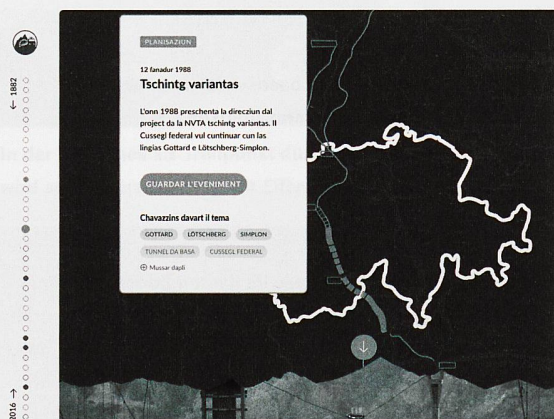 1882
PLANISAZIUN
12 fanadur 1988
Tschintg variantas
L'onn 1988 preschenta la direcziun dal
project da la NVTA tschintg variantas. Il
Cussegl federal vul cuntinuar cun las
lingias Gottard e Lötschberg-Simplon.
GUARDAR L'EVENIMENT
Chavazzins davart il tema
GOTTARD LÖTSCHBERG SIMPLON
TUNNEL DA BASA CUSSEGL FEDERAL
Mussar dapli
2016